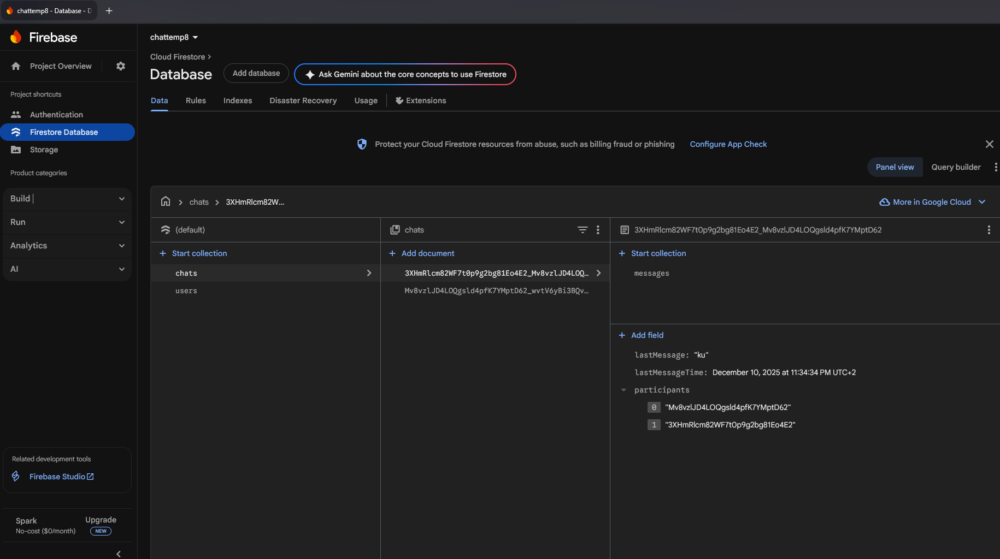 chattemp8 - Database - D
Firebase
Project Overview
Project shortcuts
Authentication
Firestore Database
Storage
Product categories
Build
Run
Analytics
AI
Related development tools
Firebase Studio
Spark
No-cost ($0/month)
Upgrade
NEW
chattemp8
Cloud Firestore
Database
Add database
Ask Gemini about the core concepts to use Firestore
Data Rules Indexes Disaster Recovery Usage Extensions
Protect your Cloud Firestore resources from abuse, such as billing fraud or phishing Configure App Check
Panel view Query builder
chats 3XHmRlcm82W...
More in Google Cloud
(default)
Start collection
chats
users
chats
Add document
3XHmRlcm82WF7t0p9g2bg81Eo4E2_Mv8vzlJD4LOQ…
Mv8vzlJD4LOQgsld4pfK7YMptD62_wvtV6yBi3BQv…
3XHmRlcm82WF7t0p9g2bg81Eo4E2_Mv8vzlJD4LOQgsld4pfK7YMptD62
Start collection
messages
Add field
lastMessage: "ku"
lastMessageTime: December 10, 2025 at 11:34:34 PM UTC+2
participants
0 "Mv8vzlJD4LOQgsld4pfK7YMptD62"
1 "3XHmRlcm82WF7t0p9g2bg81Eo4E2"